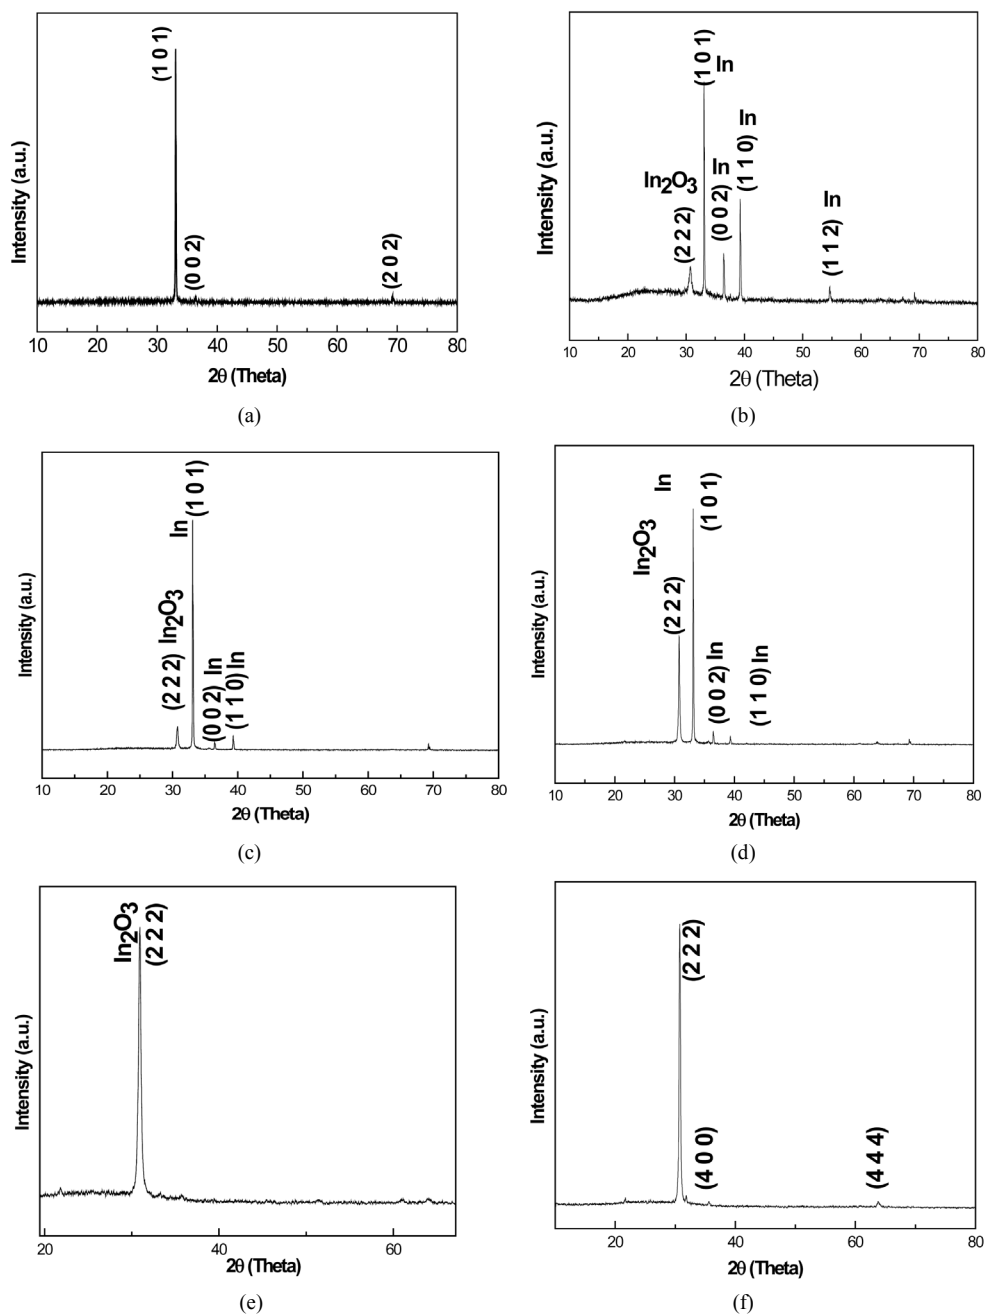 Intensity (a.u.)
(1 0 1)
(0 0 2)
(2 0 2)
10 20 30 40 50 60 70 80
2θ (Theta)
(a)
Intensity (a.u.)
In₂O₃
(2 2 2)
(1 0 1)
In
In
(0 0 2)
In
(1 1 0)
In
(1 1 2)
10 20 30 40 50 60 70 80
2θ (Theta)
(b)
Intensity (a.u.)
(2 2 2) In₂O₃
In (1 0 1)
(0 0 2) In
(1 1 0) In
10 20 30 40 50 60 70 80
2θ (Theta)
(c)
Intensity (a.u.)
In₂O₃
(2 2 2)
In
(1 0 1)
(0 0 2) In
(1 1 0) In
10 20 30 40 50 60 70 80
2θ (Theta)
(d)
Intensity (a.u.)
In₂O₃
(2 2 2)
20 40 60
2θ (Theta)
(e)
Intensity (a.u.)
(2 2 2)
(4 0 0)
(4 4 4)
20 40 60 80
2θ (Theta)
(f)